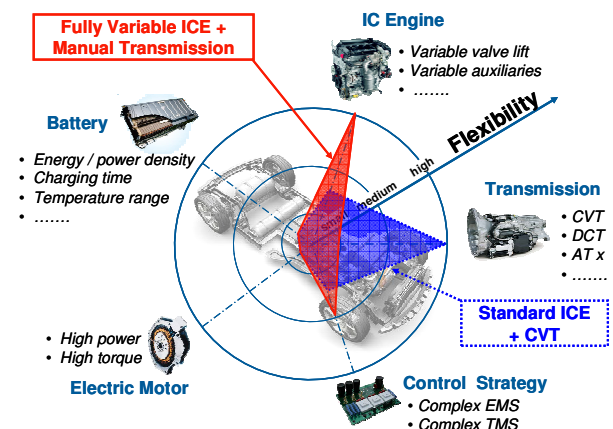 Fully Variable ICE +
Manual Transmission
IC Engine
• Variable valve lift
• Variable auxiliaries
• .......
Battery
• Energy / power density
• Charging time
• Temperature range
• .......
Flexibility
small medium high
Transmission
• CVT
• DCT
• AT x
• .......
Standard ICE
+ CVT
• High power
• High torque
Electric Motor
Control Strategy
• Complex EMS
• Complex TMS